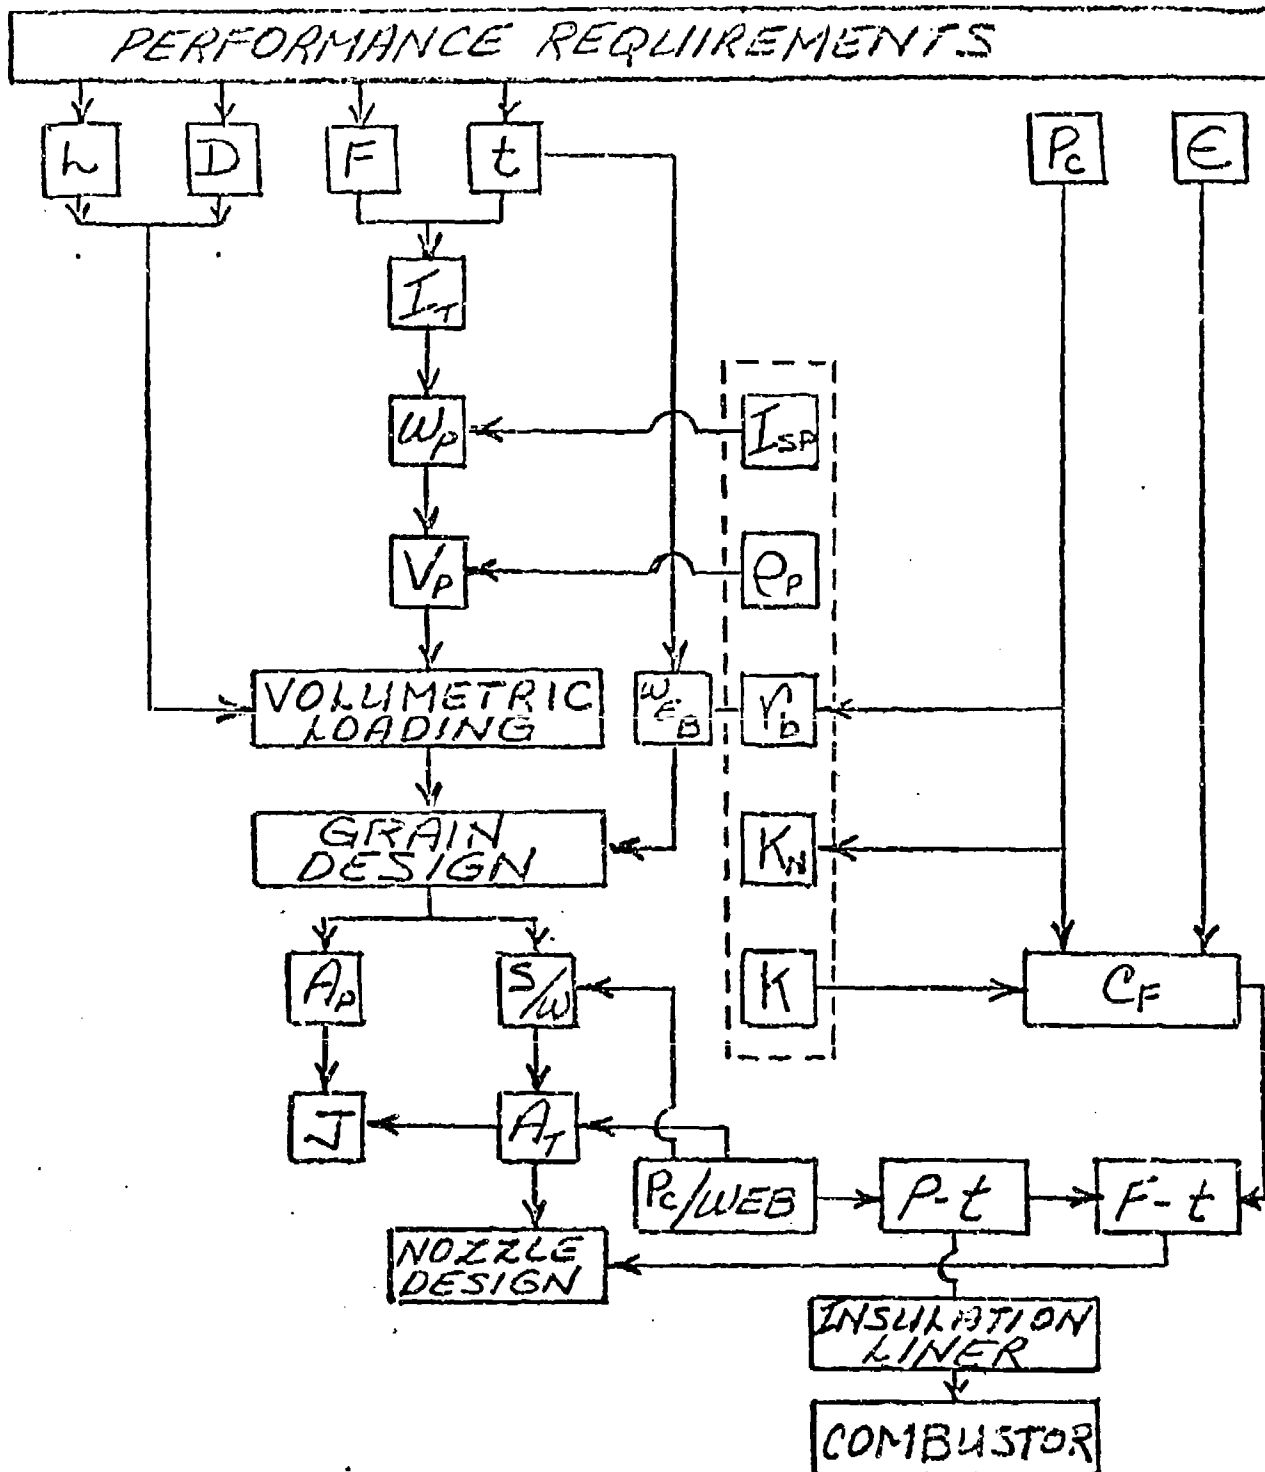 PERFORMANCE REQUIREMENTS
L
D
F
t
Pc
ε
IT
WP
ISP
VP
ρP
VOLUMETRIC
LOADING
WEB
rb
GRAIN
DESIGN
KN
AP
S/W
K
CF
J
AT
Pc/WEB
P-t
F-t
NOZZLE
DESIGN
INSULATION
LINER
COMBUSTOR